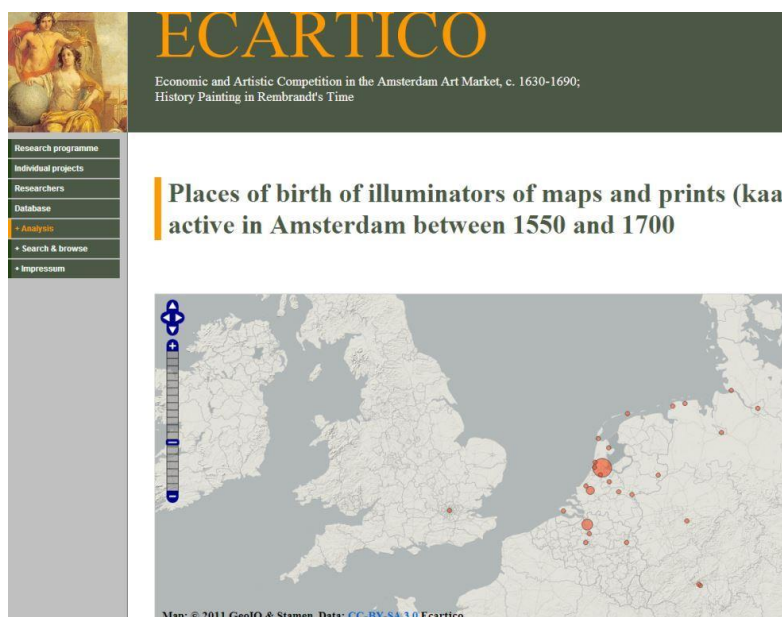 ECARTICO
Economic and Artistic Competition in the Amsterdam Art Market, c. 1630-1690;
History Painting in Rembrandt's Time
Research programme
Individual projects
Researchers
Database
+ Analysis
+ Search & browse
+ Impressum
Places of birth of illuminators of maps and prints (kaa
active in Amsterdam between 1550 and 1700
Map: © 2011 GeoIQ & Stamen, Data: CC-BY-SA 3.0 Ecartico